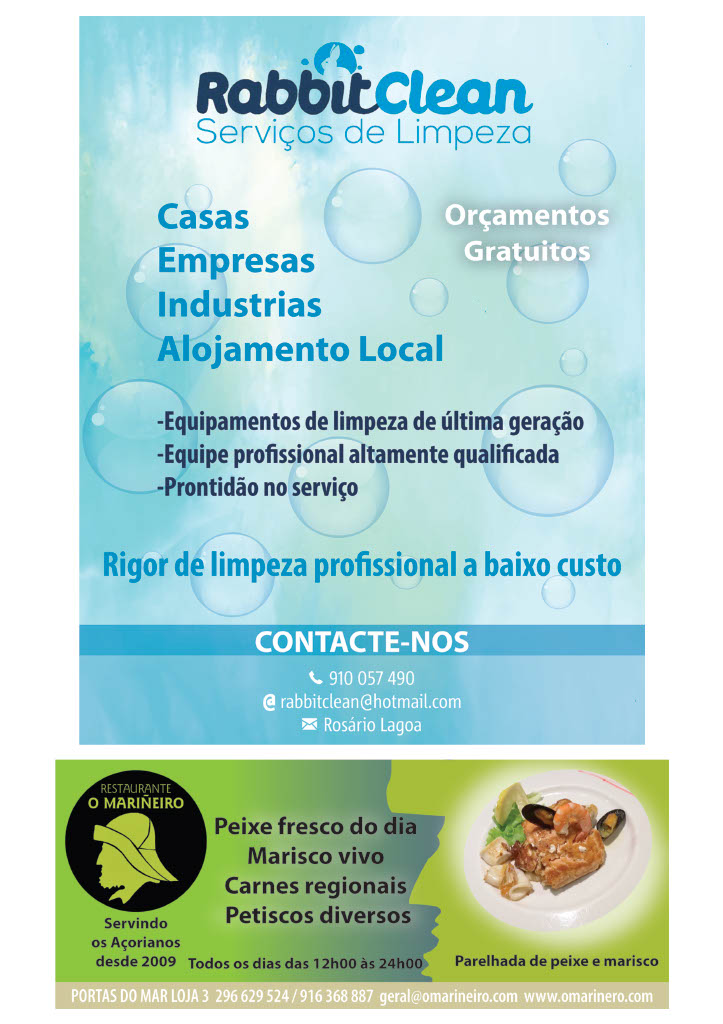 RabbitClean
Serviços de Limpeza
Casas
Empresas
Industrias
Alojamento Local
Orçamentos
Gratuitos
-Equipamentos de limpeza de última geração
-Equipe profissional altamente qualificada
-Prontidão no serviço
Rigor de limpeza profissional a baixo custo
CONTACTE-NOS
910 057 490
@ rabbitclean@hotmail.com
Rosário Lagoa
RESTAURANTE
O MARIÑEIRO
Servindo
os Açorianos
desde 2009
Peixe fresco do dia
Marisco vivo
Carnes regionais
Petiscos diversos
Todos os dias das 12h00 às 24h00
Parelhada de peixe e marisco
PORTAS DO MAR LOJA 3 296 629 524 / 916 368 887 geral@omarineiro.com www.omarinero.com